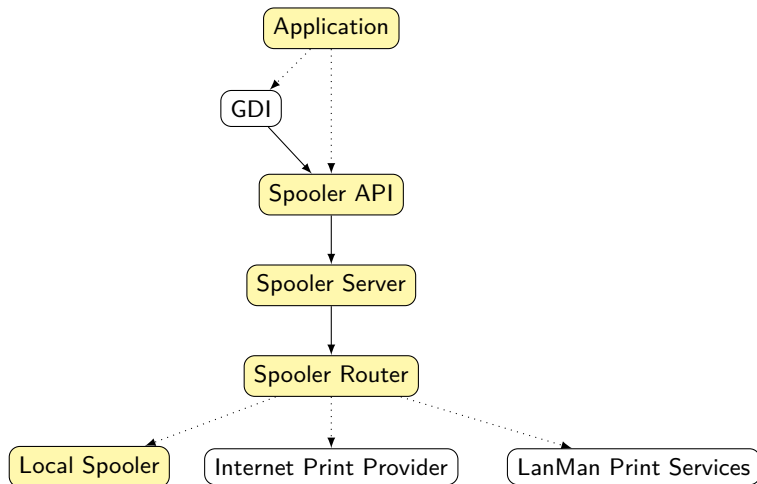 Application
GDI
Spooler API
Spooler Server
Spooler Router
Local Spooler
Internet Print Provider
LanMan Print Services